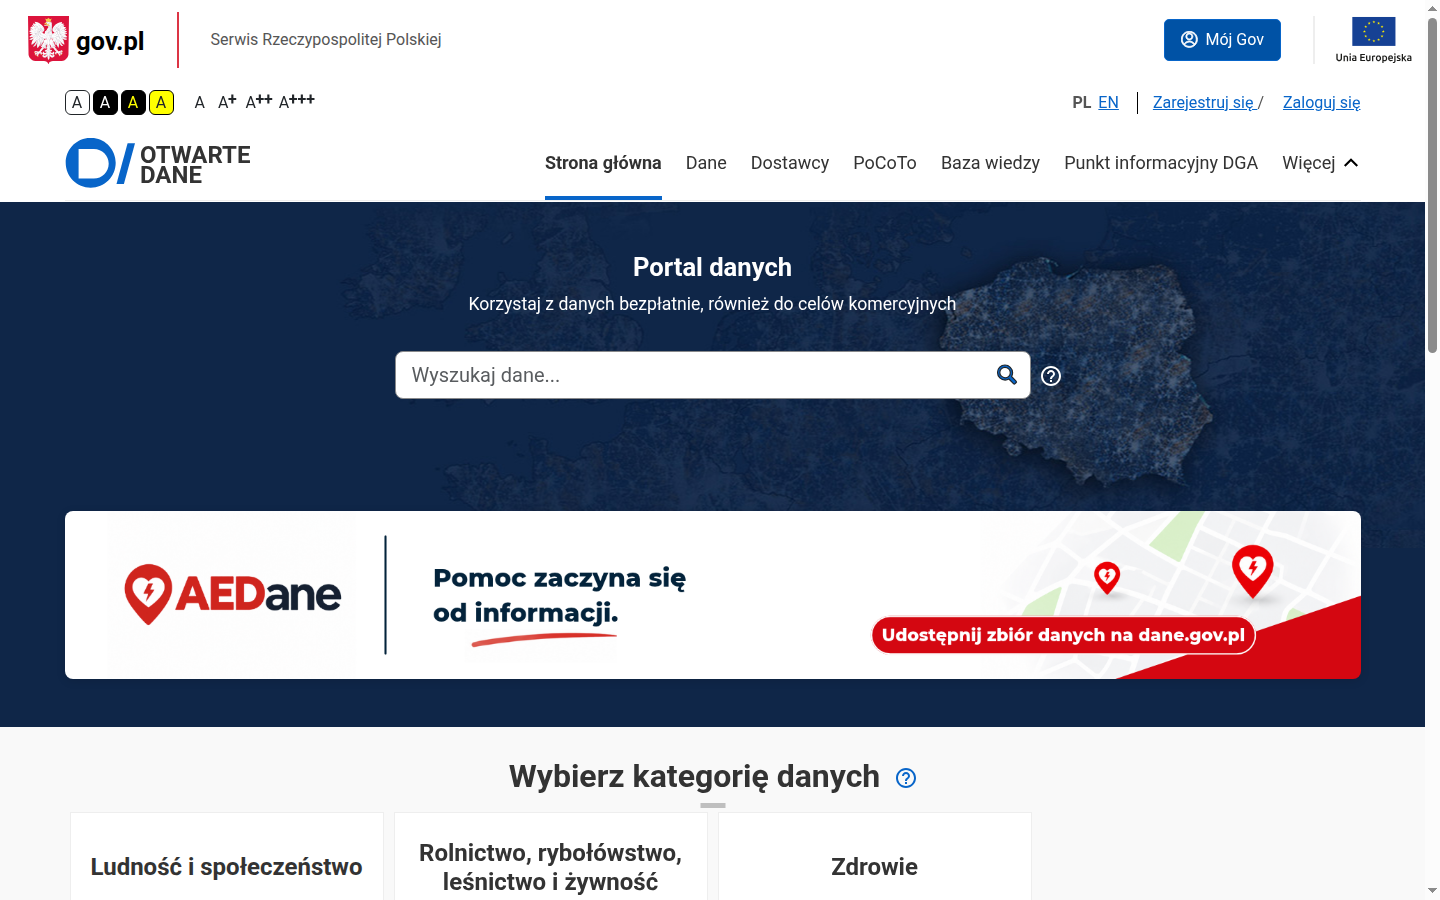 gov.pl
Serwis Rzeczypospolitej Polskiej
Mój Gov
Unia Europejska
A A A A A A+ A++ A+++
PL EN
Zarejestruj się / Zaloguj się
OTWARTE
DANE
Strona główna Dane Dostawcy PoCoTo Baza wiedzy Punkt informacyjny DGA Więcej
Portal danych
Korzystaj z danych bezpłatnie, również do celów komercyjnych
Wyszukaj dane...
AEDane
Pomoc zaczyna się
od informacji.
Udostępnij zbiór danych na dane.gov.pl
Wybierz kategorię danych
Ludność i społeczeństwo
Rolnictwo, rybołówstwo,
leśnictwo i żywność
Zdrowie